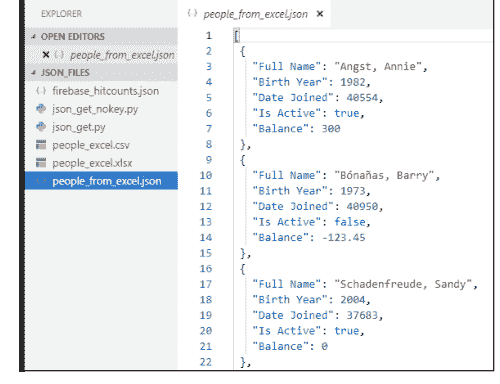 EXPLORER
OPEN EDITORS
people_from_excel.json
JSON_FILES
{} firebase_hitcounts.json
json_get_nokey.py
json_get.py
people_excel.csv
people_excel.xlsx
people_from_excel.json
{} people_from_excel.json ×
1 [
2 {
3 "Full Name": "Angst, Annie",
4 "Birth Year": 1982,
5 "Date Joined": 40554,
6 "Is Active": true,
7 "Balance": 300
8 },
9 {
10 "Full Name": "Bónañas, Barry",
11 "Birth Year": 1973,
12 "Date Joined": 40950,
13 "Is Active": false,
14 "Balance": -123.45
15 },
16 {
17 "Full Name": "Schadenfreude, Sandy",
18 "Birth Year": 2004,
19 "Date Joined": 37683,
20 "Is Active": true,
21 "Balance": 0
22 },